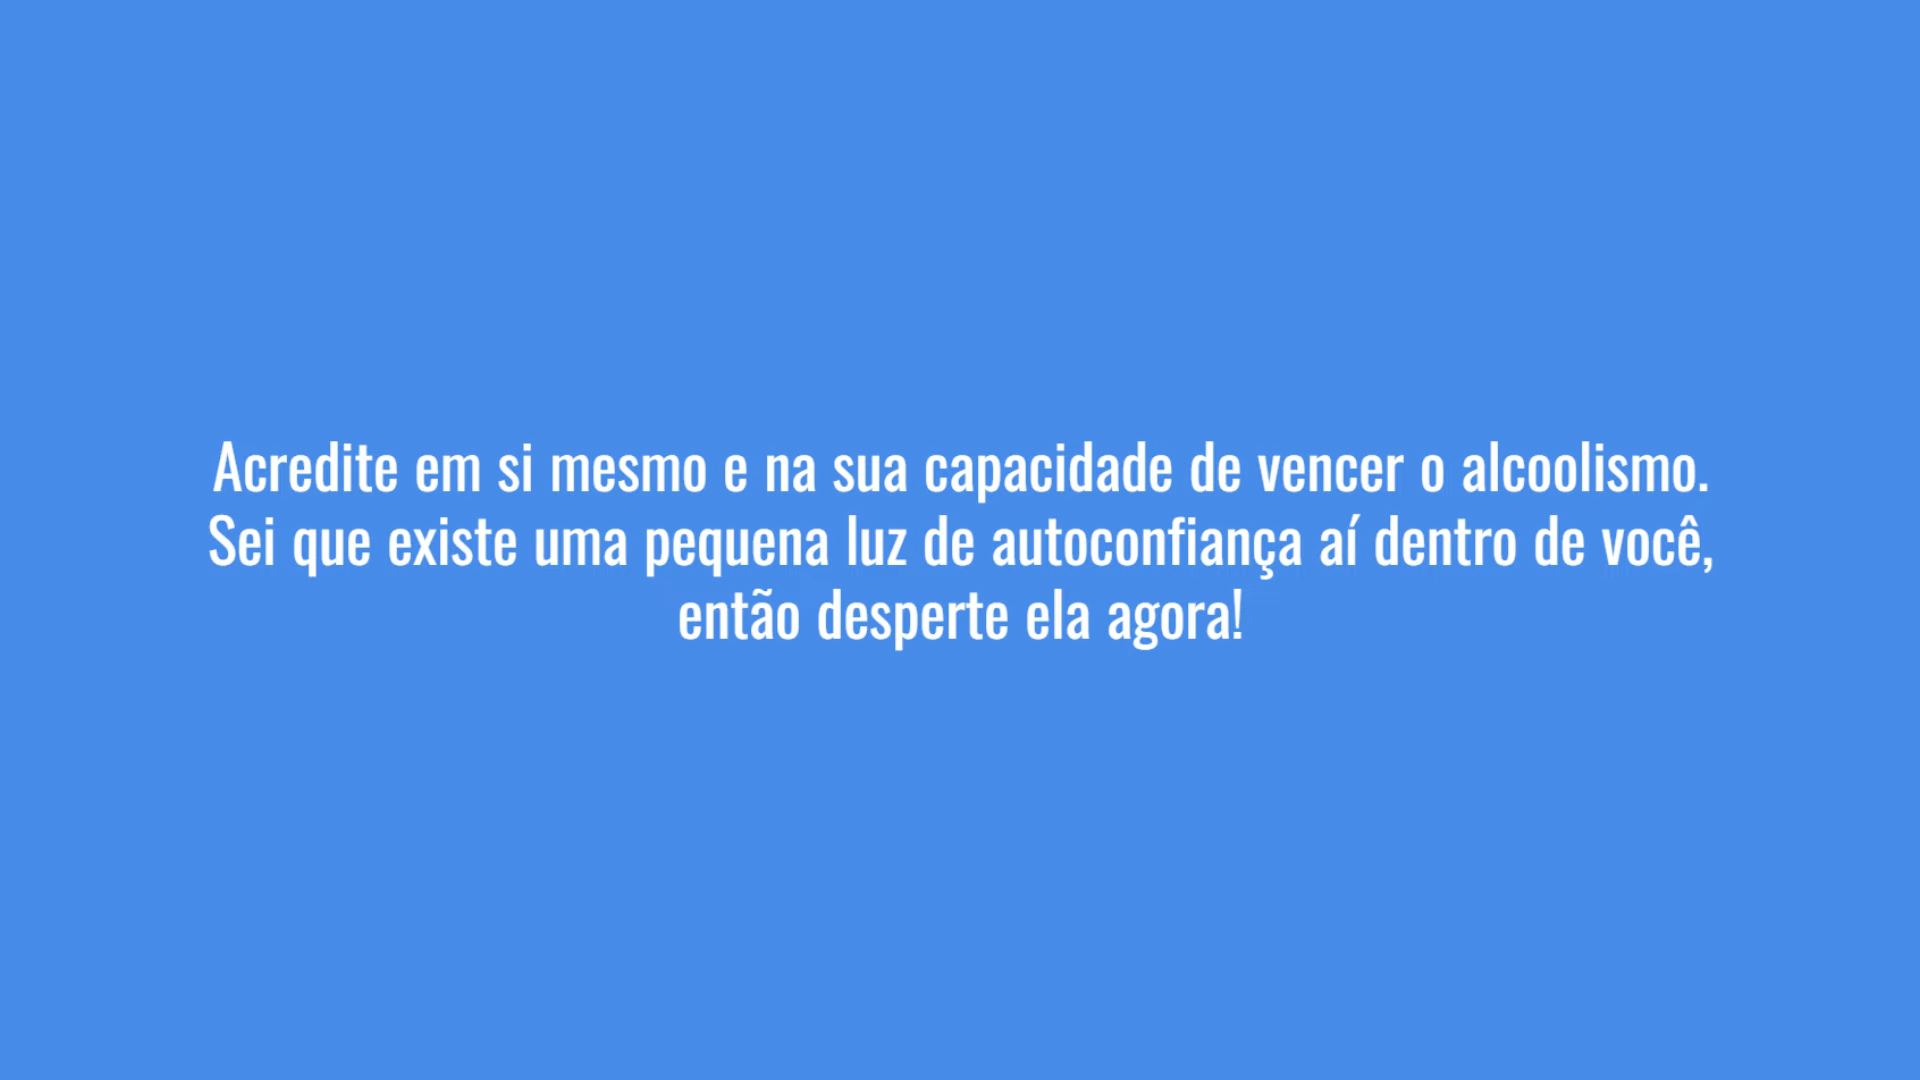 Acredite em si mesmo e na sua capacidade de vencer o alcoolismo.
Sei que existe uma pequena luz de autoconfiança aí dentro de você,
então desperte ela agora!